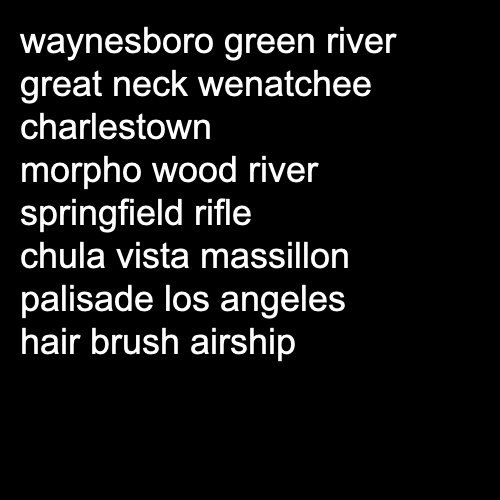 waynesboro green river
great neck wenatchee
charlestown
morpho wood river
springfield rifle
chula vista massillon
palisade los angeles
hair brush airship